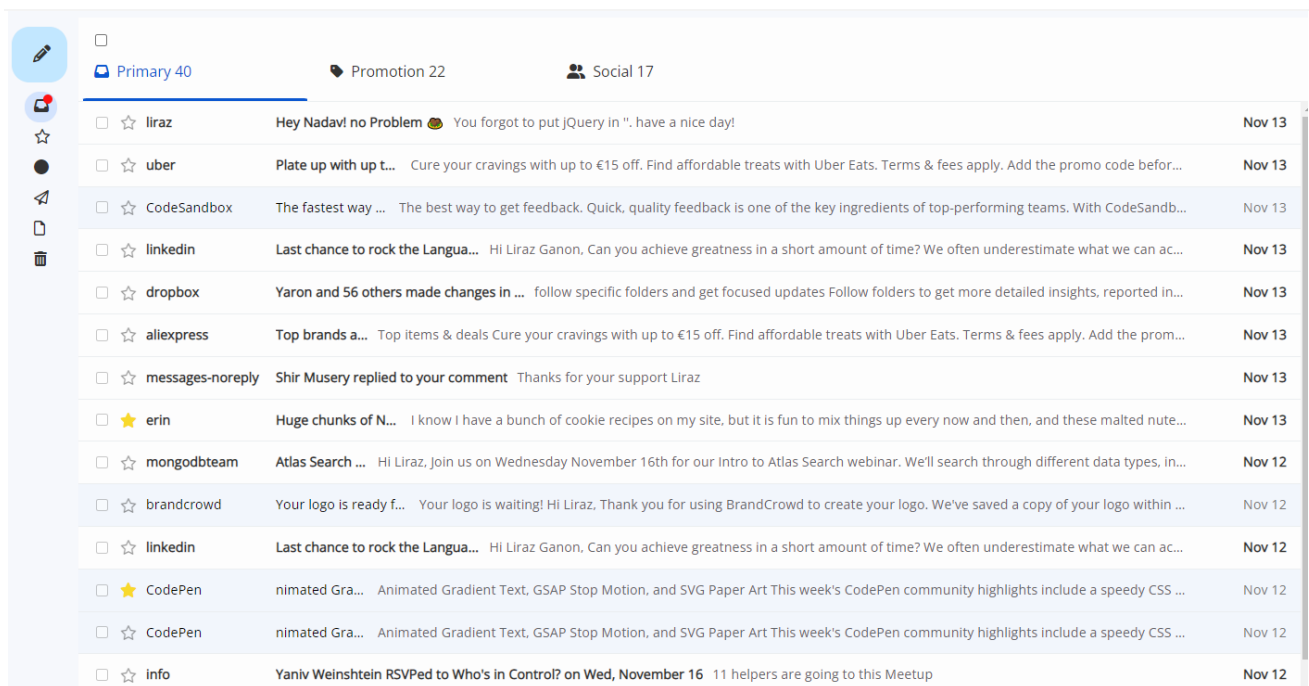 Primary 40 Promotion 22 Social 17
liraz Hey Nadav! no Problem You forgot to put jQuery in ''. have a nice day! Nov 13
uber Plate up with up t... Cure your cravings with up to €15 off. Find affordable treats with Uber Eats. Terms & fees apply. Add the promo code befor... Nov 13
CodeSandbox The fastest way ... The best way to get feedback. Quick, quality feedback is one of the key ingredients of top-performing teams. With CodeSandb... Nov 13
linkedin Last chance to rock the Langua... Hi Liraz Ganon, Can you achieve greatness in a short amount of time? We often underestimate what we can ac... Nov 13
dropbox Yaron and 56 others made changes in ... follow specific folders and get focused updates Follow folders to get more detailed insights, reported in... Nov 13
aliexpress Top brands a... Top items & deals Cure your cravings with up to €15 off. Find affordable treats with Uber Eats. Terms & fees apply. Add the prom... Nov 13
messages-noreply Shir Musery replied to your comment Thanks for your support Liraz Nov 13
erin Huge chunks of N... I know I have a bunch of cookie recipes on my site, but it is fun to mix things up every now and then, and these malted nute... Nov 13
mongodbteam Atlas Search ... Hi Liraz, Join us on Wednesday November 16th for our Intro to Atlas Search webinar. We'll search through different data types, in... Nov 12
brandcrowd Your logo is ready f... Your logo is waiting! Hi Liraz, Thank you for using BrandCrowd to create your logo. We've saved a copy of your logo within ... Nov 12
linkedin Last chance to rock the Langua... Hi Liraz Ganon, Can you achieve greatness in a short amount of time? We often underestimate what we can ac... Nov 12
CodePen nimated Gra... Animated Gradient Text, GSAP Stop Motion, and SVG Paper Art This week's CodePen community highlights include a speedy CSS ... Nov 12
CodePen nimated Gra... Animated Gradient Text, GSAP Stop Motion, and SVG Paper Art This week's CodePen community highlights include a speedy CSS ... Nov 12
info Yaniv Weinshtein RSVPed to Who's in Control? on Wed, November 16 11 helpers are going to this Meetup Nov 12